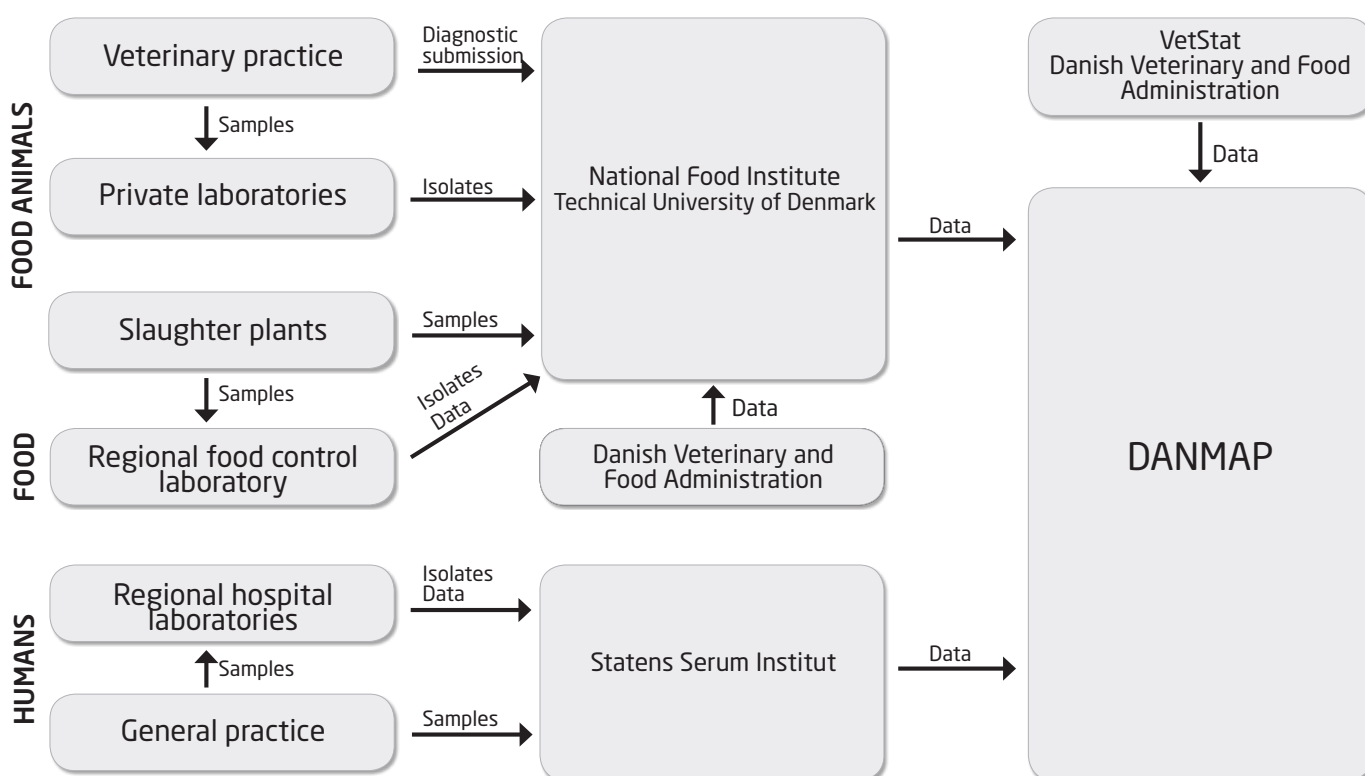 FOOD ANIMALS
Veterinary practice
Diagnostic
submission
Samples
Private laboratories
Isolates
Slaughter plants
Samples
Samples
FOOD
Regional food control
laboratory
Isolates
Data
National Food Institute
Technical University of Denmark
Data
Danish Veterinary and
Food Administration
HUMANS
Regional hospital
laboratories
Isolates
Data
Samples
General practice
Samples
Statens Serum Institut
Data
Data
VetStat
Danish Veterinary and Food
Administration
Data
DANMAP